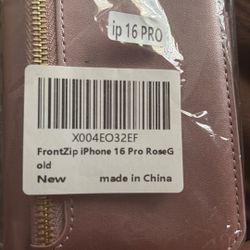 ip 16 PRO
X004EO32EF
FrontZip iPhone 16 Pro RoseG
old
New made in China